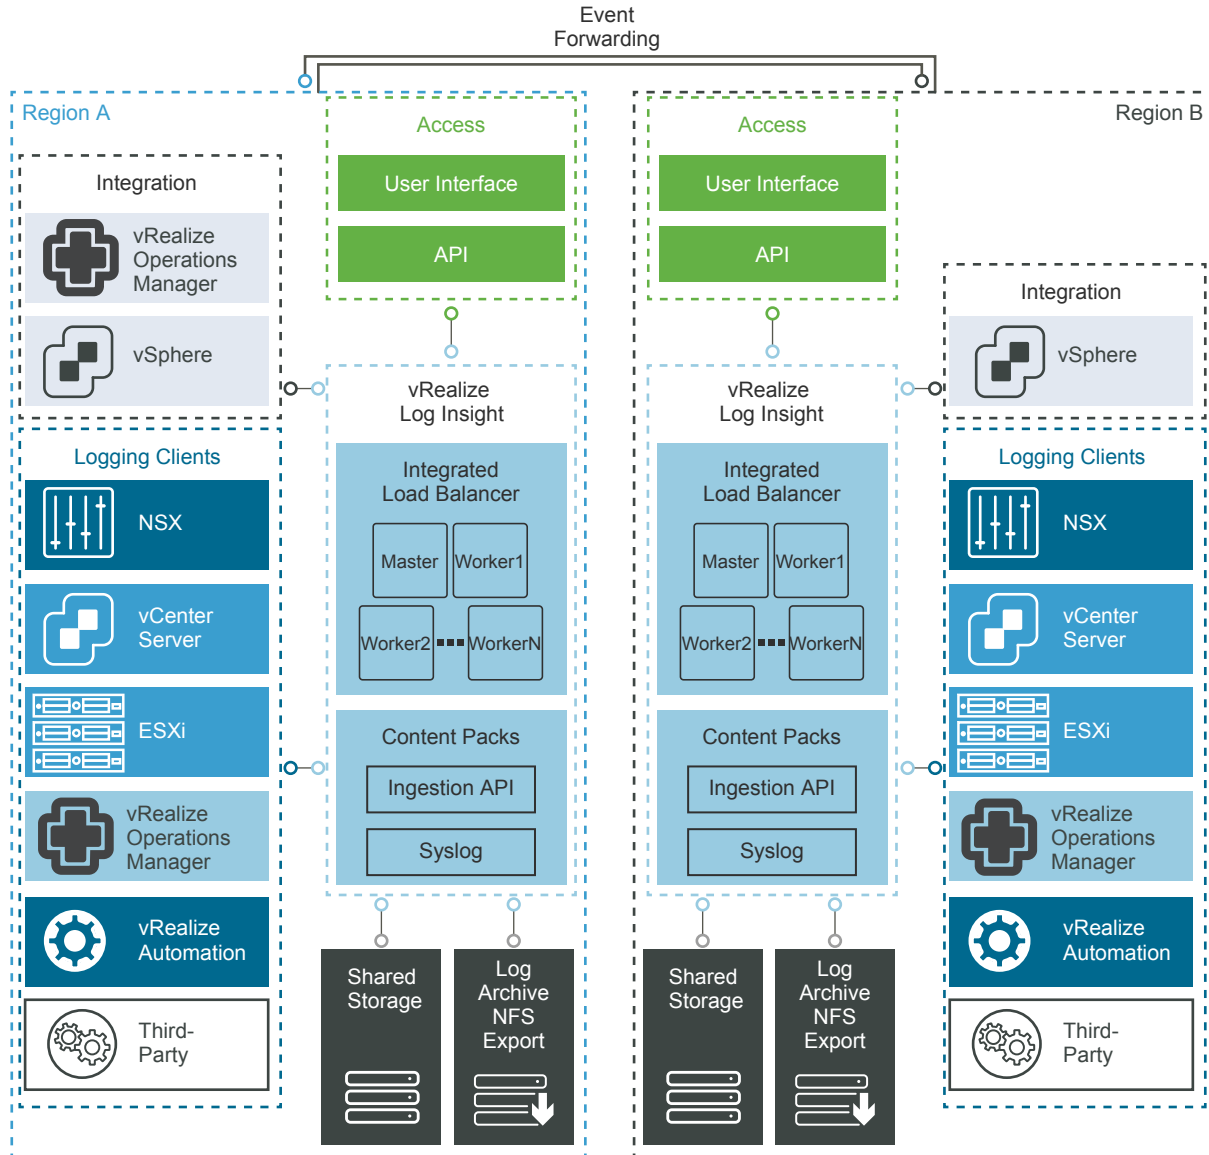 Event
Forwarding
Region A
Integration
vRealize
Operations
Manager
vSphere
Logging Clients
NSX
vCenter
Server
ESXi
vRealize
Operations
Manager
vRealize
Automation
Third-
Party
Access
User Interface
API
vRealize
Log Insight
Integrated
Load Balancer
Master
Worker1
Worker2
WorkerN
Content Packs
Ingestion API
Syslog
Shared
Storage
Log
Archive
NFS
Export
Region B
Access
User Interface
API
vRealize
Log Insight
Integrated
Load Balancer
Master
Worker1
Worker2
WorkerN
Content Packs
Ingestion API
Syslog
Shared
Storage
Log
Archive
NFS
Export
Integration
vSphere
Logging Clients
NSX
vCenter
Server
ESXi
vRealize
Operations
Manager
vRealize
Automation
Third-
Party